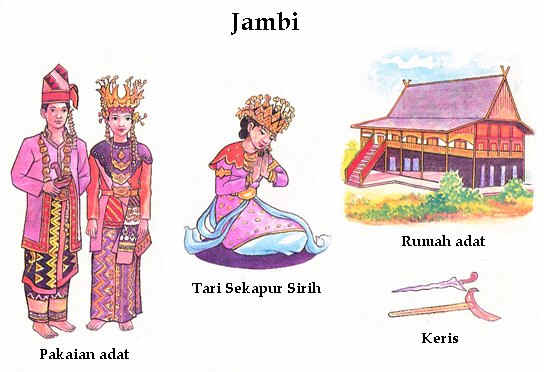 Jambi
Rumah adat
Tari Sekapur Sirih
Keris
Pakaian adat